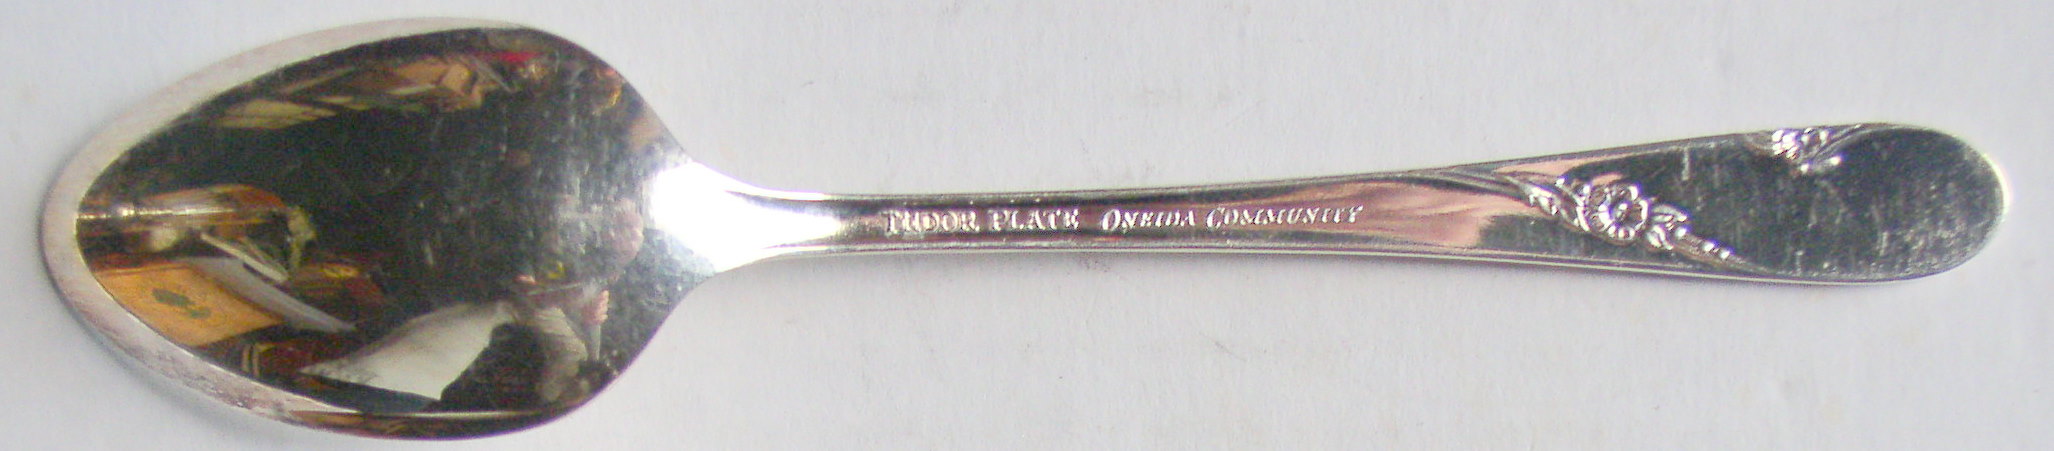 TUDOR PLATE ONEIDA COMMUNITY